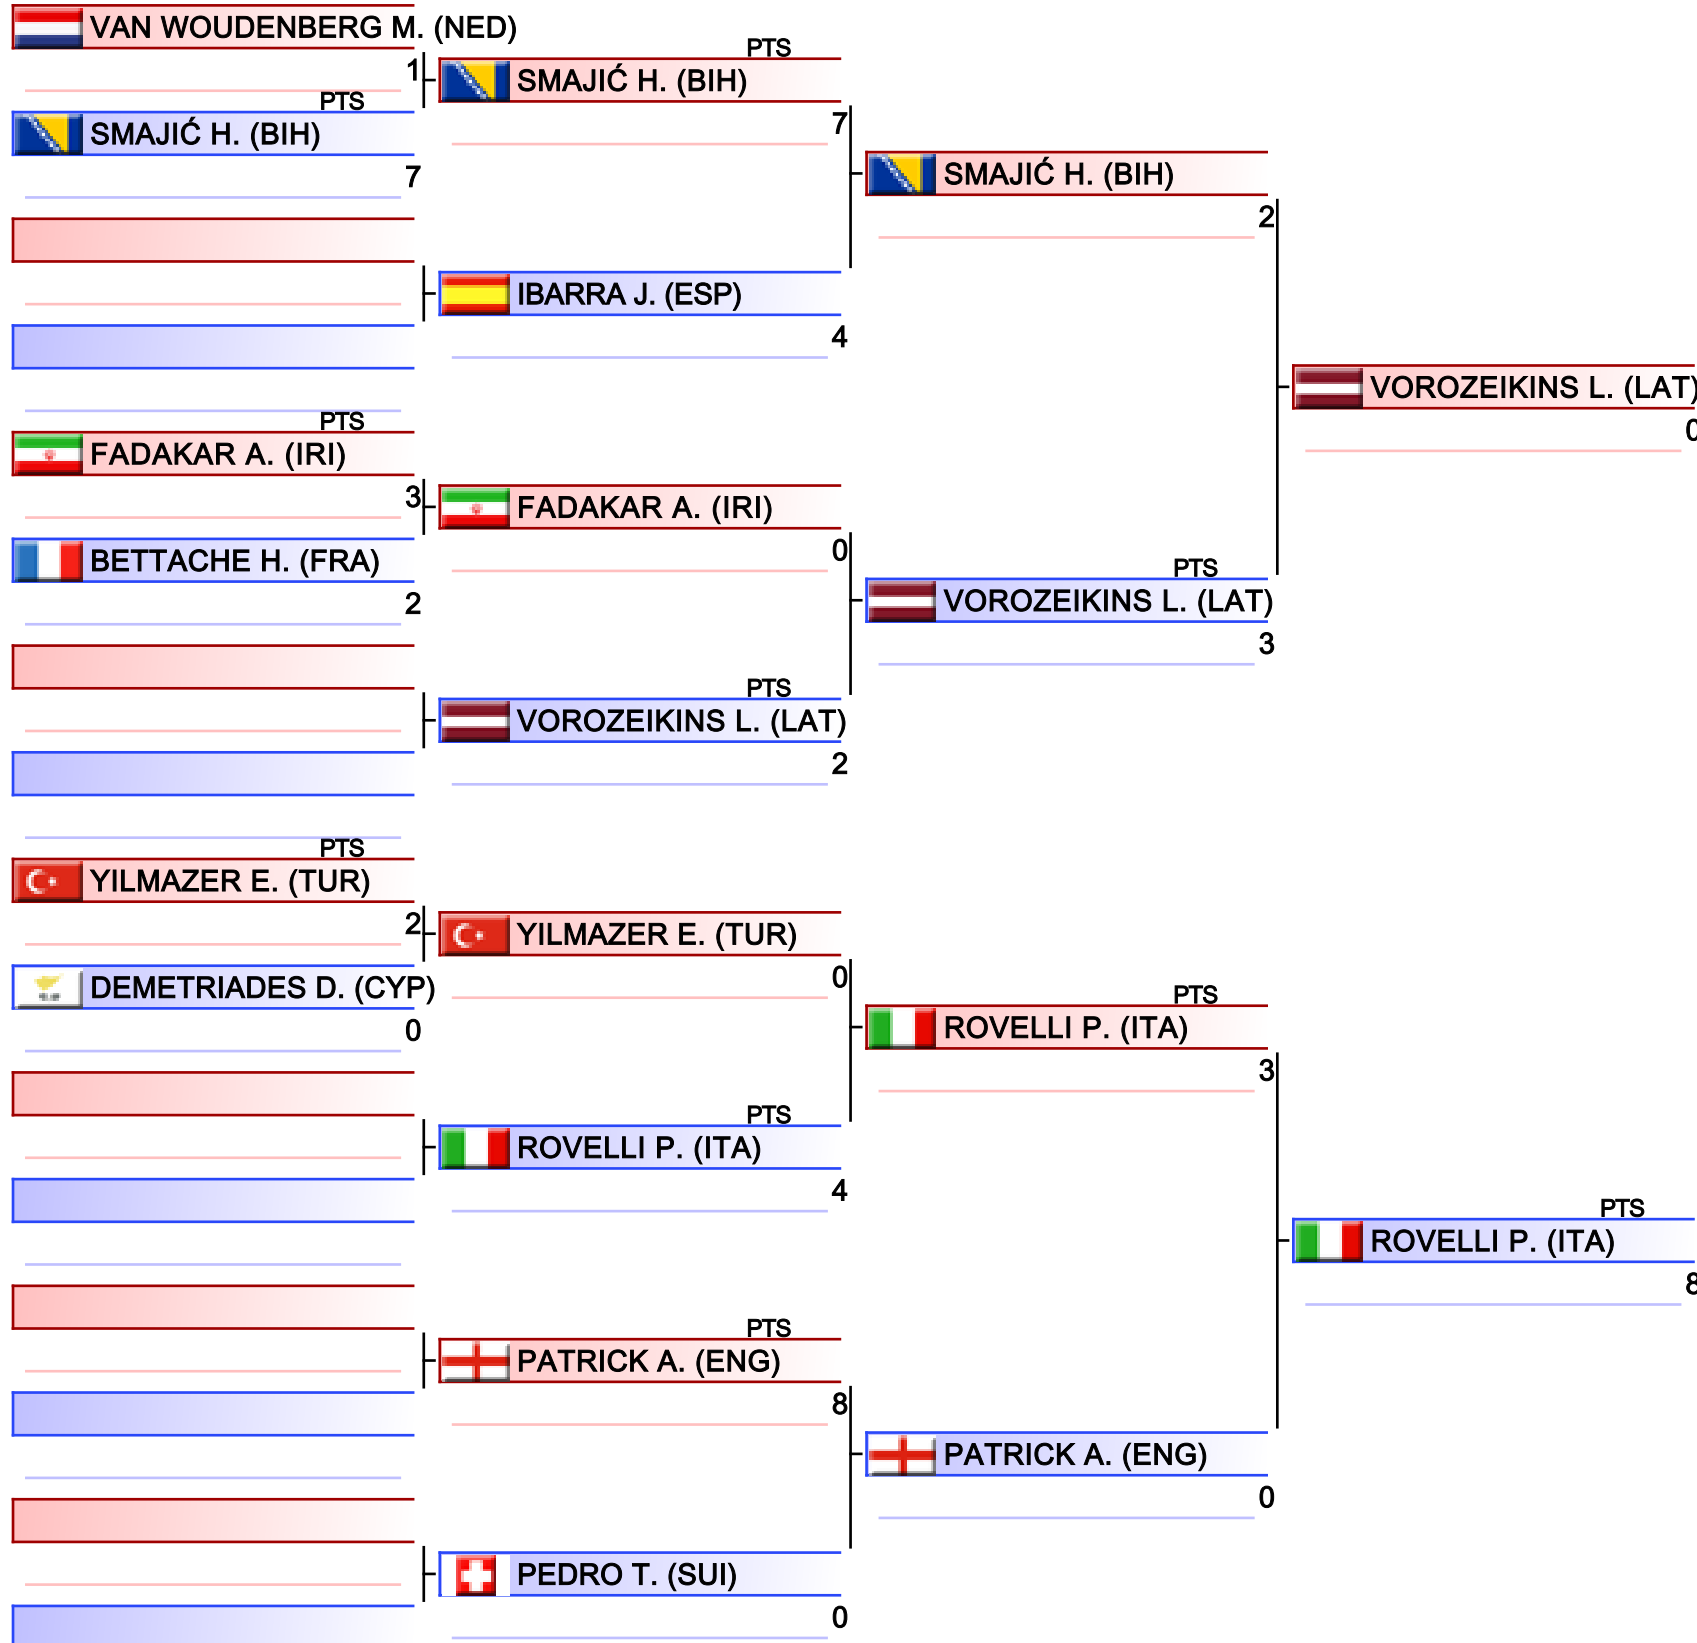 VAN WOUDENBERG M. (NED)
1
PTS
SMAJIĆ H. (BIH)
7
PTS
FADAKAR A. (IRI)
3
BETTACHE H. (FRA)
2
PTS
YILMAZER E. (TUR)
2
DEMETRIADES D. (CYP)
0
PTS
SMAJIĆ H. (BIH)
7
IBARRA J. (ESP)
4
FADAKAR A. (IRI)
0
PTS
VOROZEIKINS L. (LAT)
2
YILMAZER E. (TUR)
0
PTS
ROVELLI P. (ITA)
4
PTS
PATRICK A. (ENG)
8
PEDRO T. (SUI)
0
SMAJIĆ H. (BIH)
2
PTS
VOROZEIKINS L. (LAT)
3
PTS
ROVELLI P. (ITA)
3
PATRICK A. (ENG)
0
VOROZEIKINS L. (LAT)
0
PTS
ROVELLI P. (ITA)
8